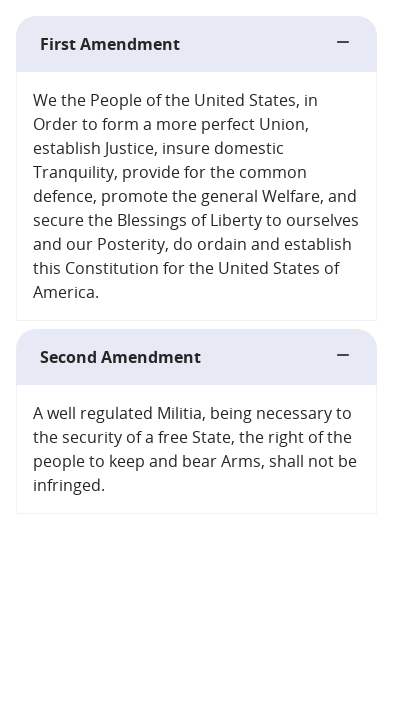 First Amendment
We the People of the United States, in
Order to form a more perfect Union,
establish Justice, insure domestic
Tranquility, provide for the common
defence, promote the general Welfare, and
secure the Blessings of Liberty to ourselves
and our Posterity, do ordain and establish
this Constitution for the United States of
America.
Second Amendment
A well regulated Militia, being necessary to
the security of a free State, the right of the
people to keep and bear Arms, shall not be
infringed.